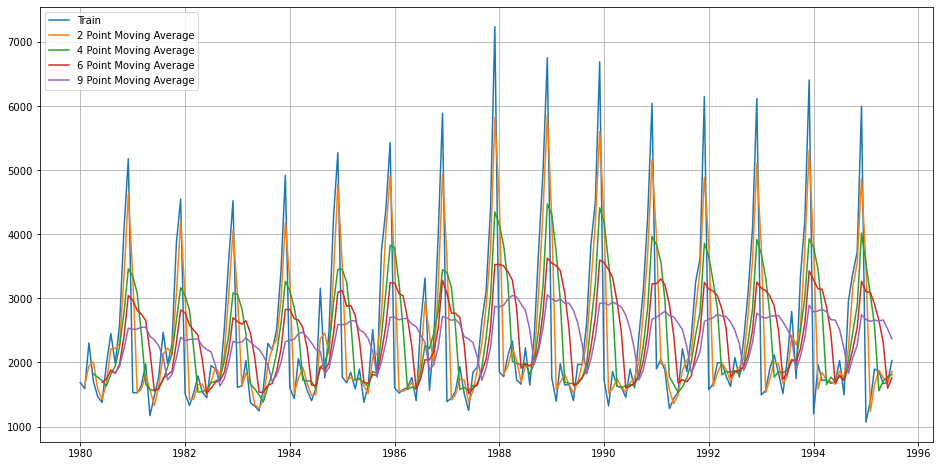 Train
2 Point Moving Average
4 Point Moving Average
6 Point Moving Average
9 Point Moving Average
7000
6000
5000
4000
3000
2000
1000
1980 1982 1984 1986 1988 1990 1992 1994 1996